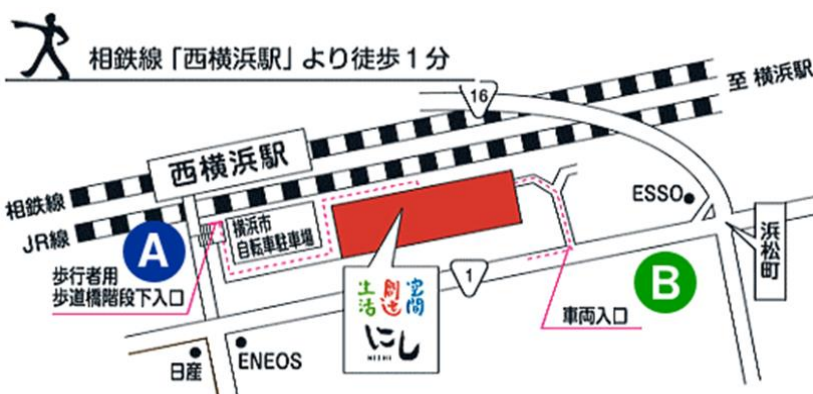 相鉄線「西横浜駅」より徒歩1分
16
至 横浜駅
西横浜駅
相鉄線
JR線
ESSO
浜松町
横浜市
自転車駐車場
A
歩行者用
歩道橋階段下入口
1
B
生活
創造
空間
にし
NISHI
車両入口
日産
ENEOS